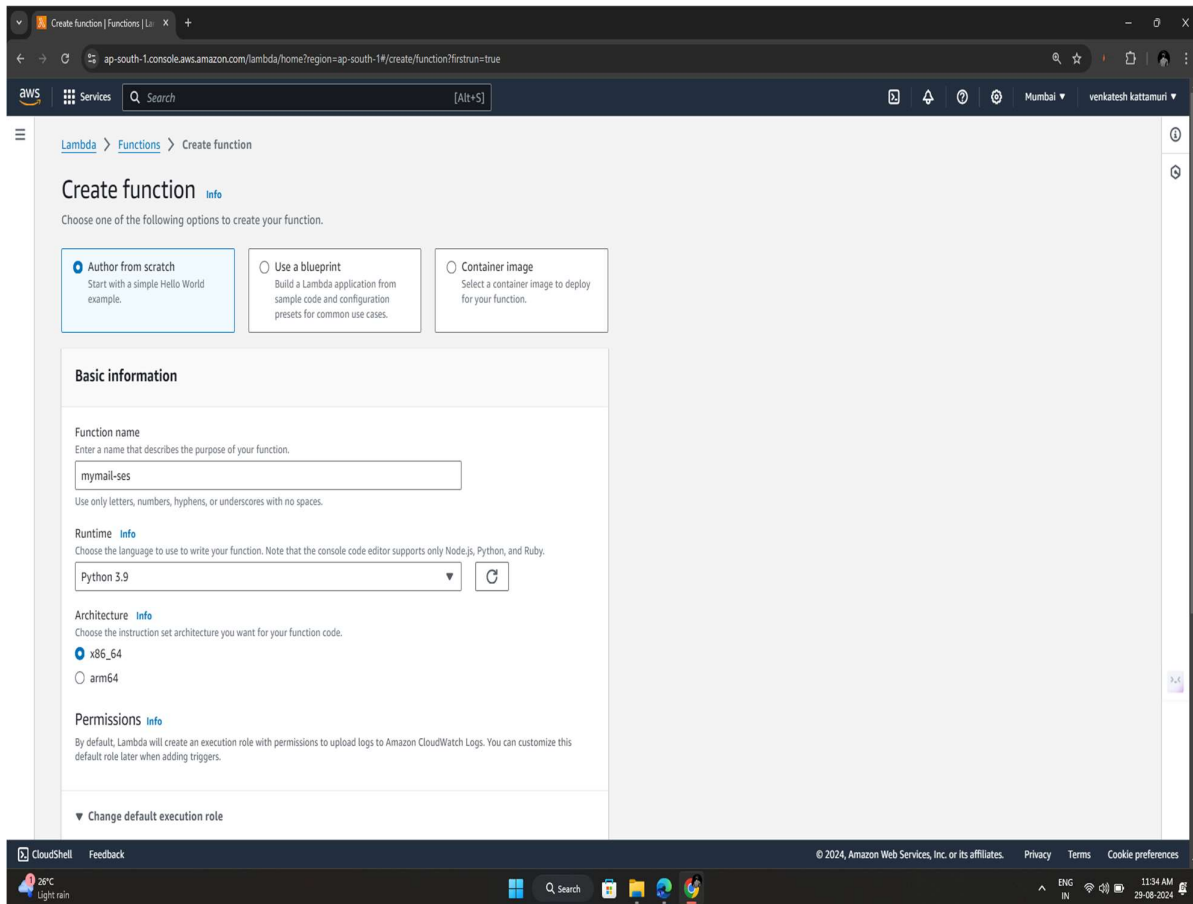 Create function | Functions | La
ap-south-1.console.aws.amazon.com/lambda/home?region=ap-south-1#/create/function?firstrun=true
aws Services Search [Alt+S] Mumbai venkatesh kattamuri
Lambda > Functions > Create function
Create function Info
Choose one of the following options to create your function.
Author from scratch
Start with a simple Hello World
example.
Use a blueprint
Build a Lambda application from
sample code and configuration
presets for common use cases.
Container image
Select a container image to deploy
for your function.
Basic information
Function name
Enter a name that describes the purpose of your function.
mymail-ses
Use only letters, numbers, hyphens, or underscores with no spaces.
Runtime Info
Choose the language to use to write your function. Note that the console code editor supports only Node.js, Python, and Ruby.
Python 3.9
Architecture Info
Choose the instruction set architecture you want for your function code.
x86_64
arm64
Permissions Info
By default, Lambda will create an execution role with permissions to upload logs to Amazon CloudWatch Logs. You can customize this
default role later when adding triggers.
Change default execution role
CloudShell Feedback © 2024, Amazon Web Services, Inc. or its affiliates. Privacy Terms Cookie preferences
1 26°C
Light rain
Search
ENG
IN
11:34 AM
29-08-2024